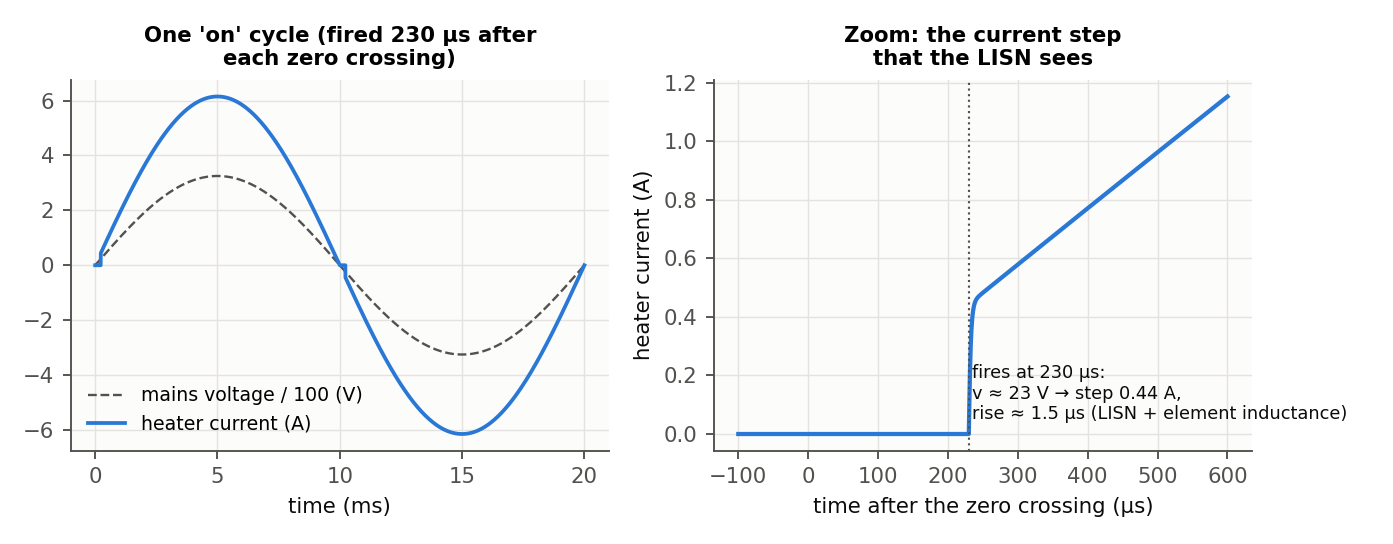 One 'on' cycle (fired 230 µs after
each zero crossing)
6
4
2
0
−2
−4
−6
mains voltage / 100 (V)
heater current (A)
0
5
10
15
20
time (ms)
Zoom: the current step
that the LISN sees
heater current (A)
1.2
1.0
0.8
0.6
0.4
0.2
0.0
fires at 230 µs:
v ≈ 23 V → step 0.44 A,
rise ≈ 1.5 µs (LISN + element inductance)
−100
0
100
200
300
400
500
600
time after the zero crossing (µs)